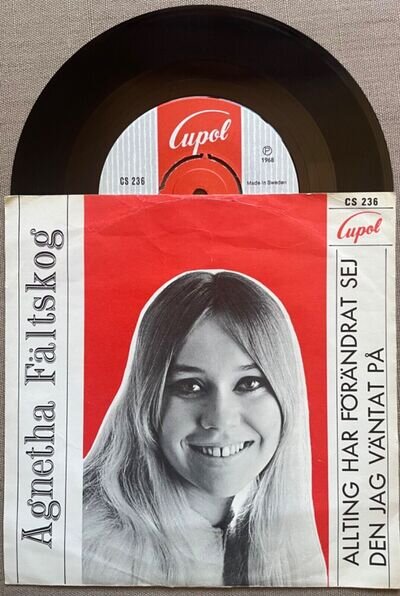 Cupol
CS 236
℗
1968
Made in Sweden
CS 236
Cupol
Agnetha Fältskog
ALLTING HAR FÖRÄNDRAT SEJ
DEN JAG VÄNTAT PÅ